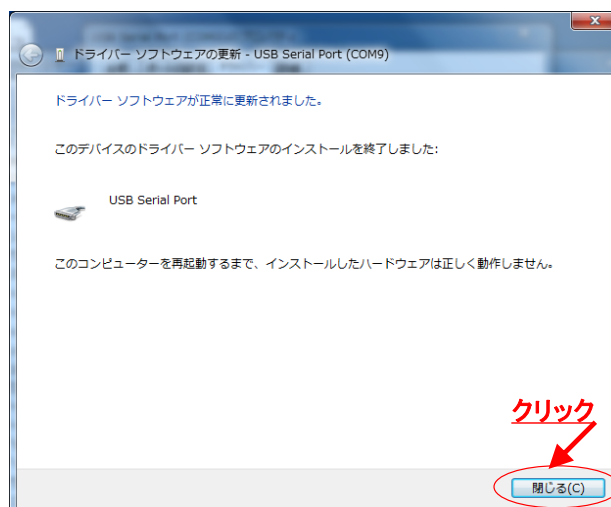 ドライバー ソフトウェアの更新 - USB Serial Port (COM9)
ドライバー ソフトウェアが正常に更新されました。
このデバイスのドライバー ソフトウェアのインストールを終了しました:
USB Serial Port
このコンピューターを再起動するまで、インストールしたハードウェアは正しく動作しません。
クリック
閉じる(C)